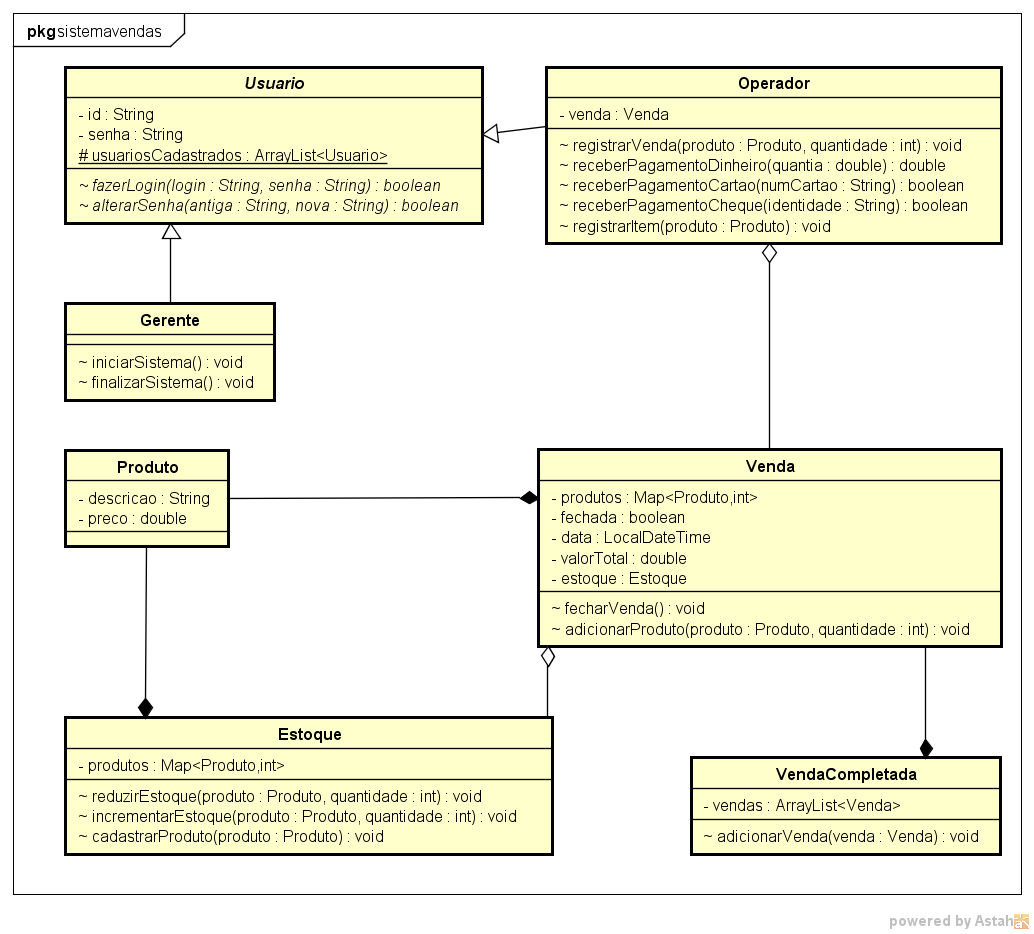 pkg sistemavendas
Usuario
- id : String
- senha : String
# usuariosCadastrados : ArrayList<Usuario>
~ fazerLogin(login : String, senha : String) : boolean
~ alterarSenha(antiga : String, nova : String) : boolean
Operador
- venda : Venda
~ registrarVenda(produto : Produto, quantidade : int) : void
~ receberPagamentoDinheiro(quantia : double) : double
~ receberPagamentoCartao(numCartao : String) : boolean
~ receberPagamentoCheque(identidade : String) : boolean
~ registrarItem(produto : Produto) : void
Gerente
~ iniciarSistema() : void
~ finalizarSistema() : void
Produto
- descricao : String
- preco : double
Venda
- produtos : Map<Produto,int>
- fechada : boolean
- data : LocalDateTime
- valorTotal : double
- estoque : Estoque
~ fecharVenda() : void
~ adicionarProduto(produto : Produto, quantidade : int) : void
Estoque
- produtos : Map<Produto,int>
~ reduzirEstoque(produto : Produto, quantidade : int) : void
~ incrementarEstoque(produto : Produto, quantidade : int) : void
~ cadastrarProduto(produto : Produto) : void
VendaCompletada
- vendas : ArrayList<Venda>
~ adicionarVenda(venda : Venda) : void
powered by Astah